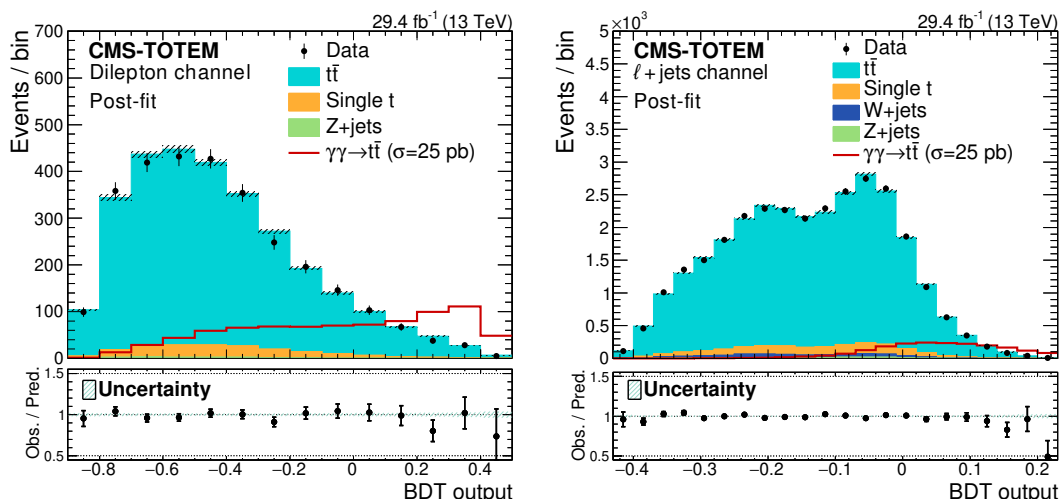 29.4 fb⁻¹ (13 TeV)
Events / bin
700
600
500
400
300
200
100
0
CMS-TOTEM
Dilepton channel
Post-fit
Data
tt̄
Single t
Z+jets
γγ→tt̄ (σ=25 pb)
Obs. / Pred.
1.5
1
0.5
Uncertainty
−0.8 −0.6 −0.4 −0.2 0 0.2 0.4
BDT output
×10³
29.4 fb⁻¹ (13 TeV)
Events / bin
5
4.5
4
3.5
3
2.5
2
1.5
1
0.5
0
CMS-TOTEM
ℓ+jets channel
Post-fit
Data
tt̄
Single t
W+jets
Z+jets
γγ→tt̄ (σ=25 pb)
Obs. / Pred.
1.5
1
0.5
Uncertainty
−0.4 −0.3 −0.2 −0.1 0 0.1 0.2
BDT output